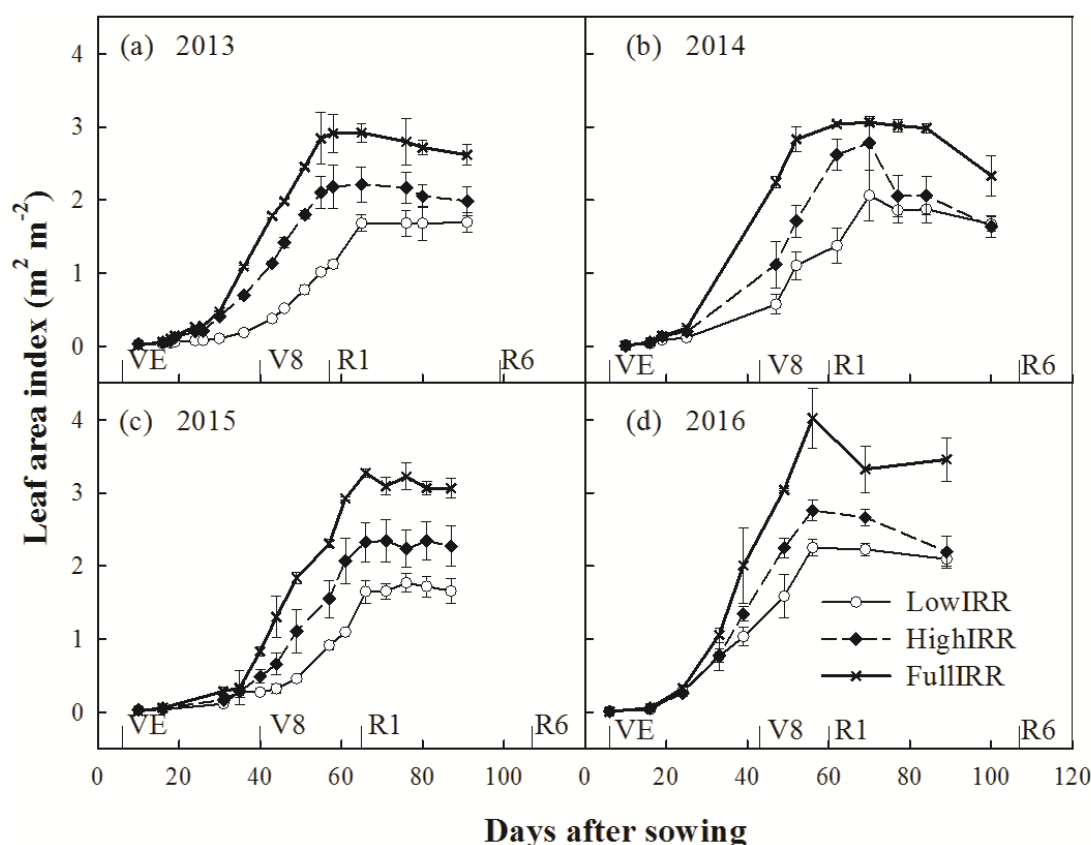 (a) 2013
4
3
2
1
0
VE V8 R1 R6
(b) 2014
VE V8 R1 R6
Leaf area index (m² m⁻²)
(c) 2015
4
3
2
1
0
VE V8 R1 R6
0 20 40 60 80 100
(d) 2016
LowIRR
HighIRR
FullIRR
VE V8 R1 R6
0 20 40 60 80 100 120
Days after sowing